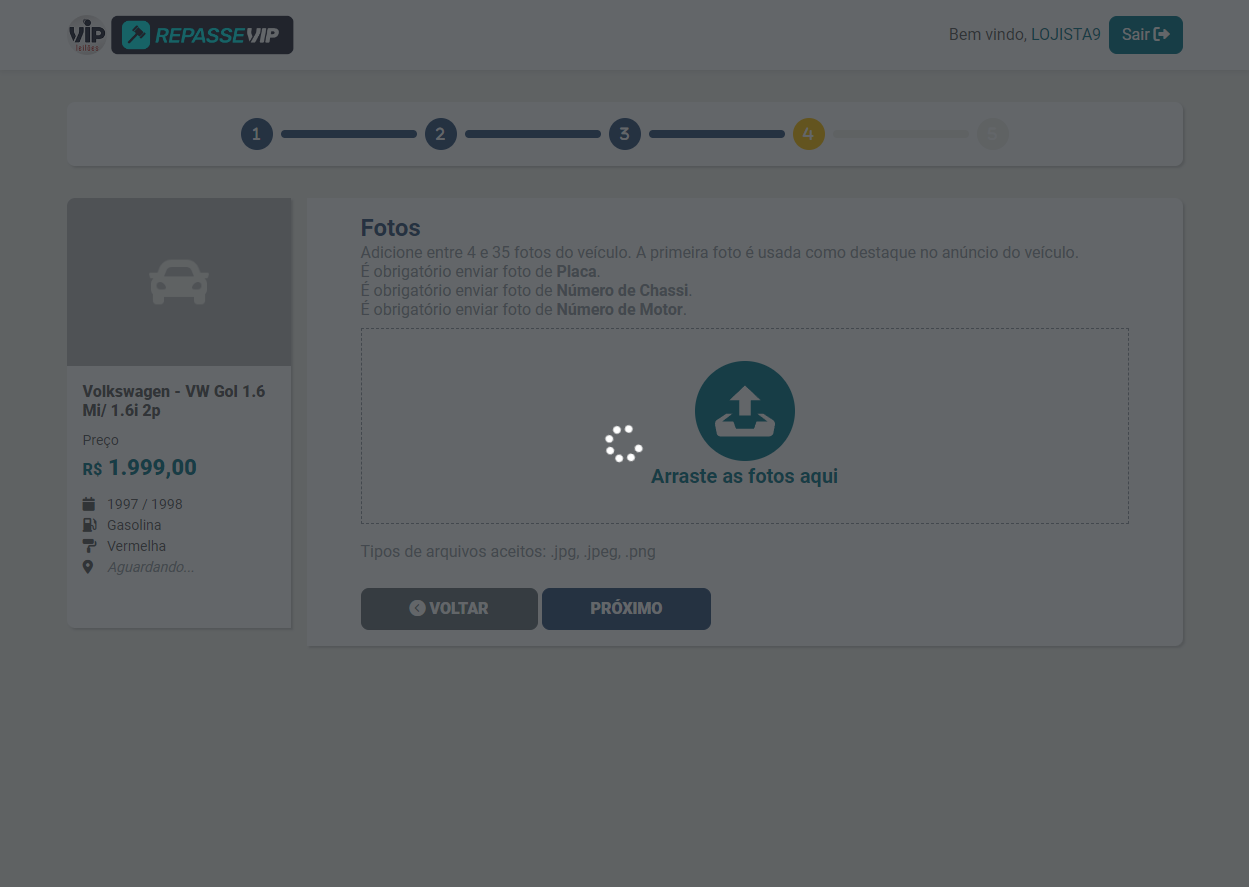 VIP
REPASSEVIP
Bem vindo, LOJISTA9
Sair
1
2
3
4
5
Volkswagen - VW Gol 1.6
Mi/ 1.6i 2p
Preço
R$ 1.999,00
1997 / 1998
Gasolina
Vermelha
Aguardando...
Fotos
Adicione entre 4 e 35 fotos do veículo. A primeira foto é usada como destaque no anúncio do veículo.
É obrigatório enviar foto de Placa.
É obrigatório enviar foto de Número de Chassi.
É obrigatório enviar foto de Número de Motor.
Arraste as fotos aqui
Tipos de arquivos aceitos: .jpg, .jpeg, .png
VOLTAR
PRÓXIMO